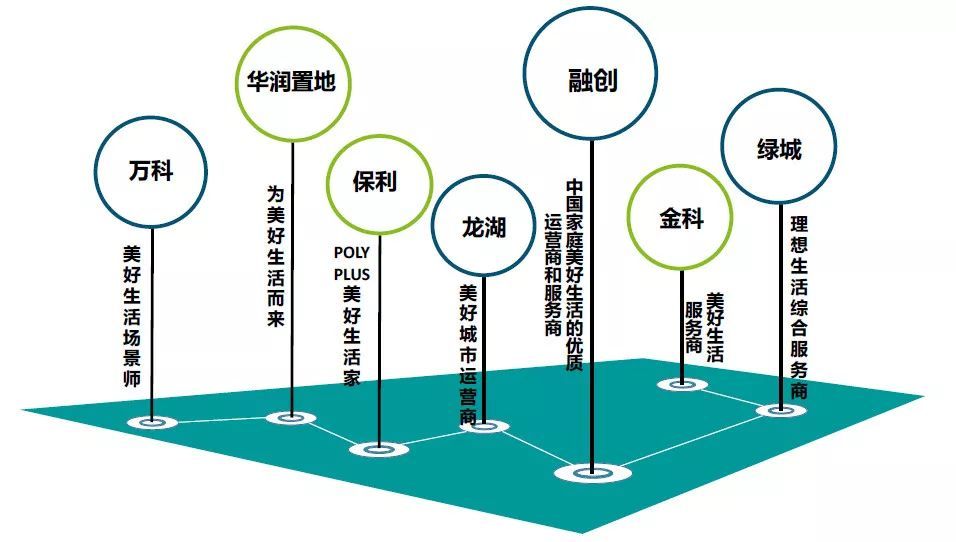 万科
美好生活场景师
华润置地
为美好生活而来
保利
POLY
PLUS
美好生活家
龙湖
美好城市运营商
融创
中国家庭美好生活的优质
运营商和服务商
金科
美好生活
服务商
绿城
理想生活综合服务商